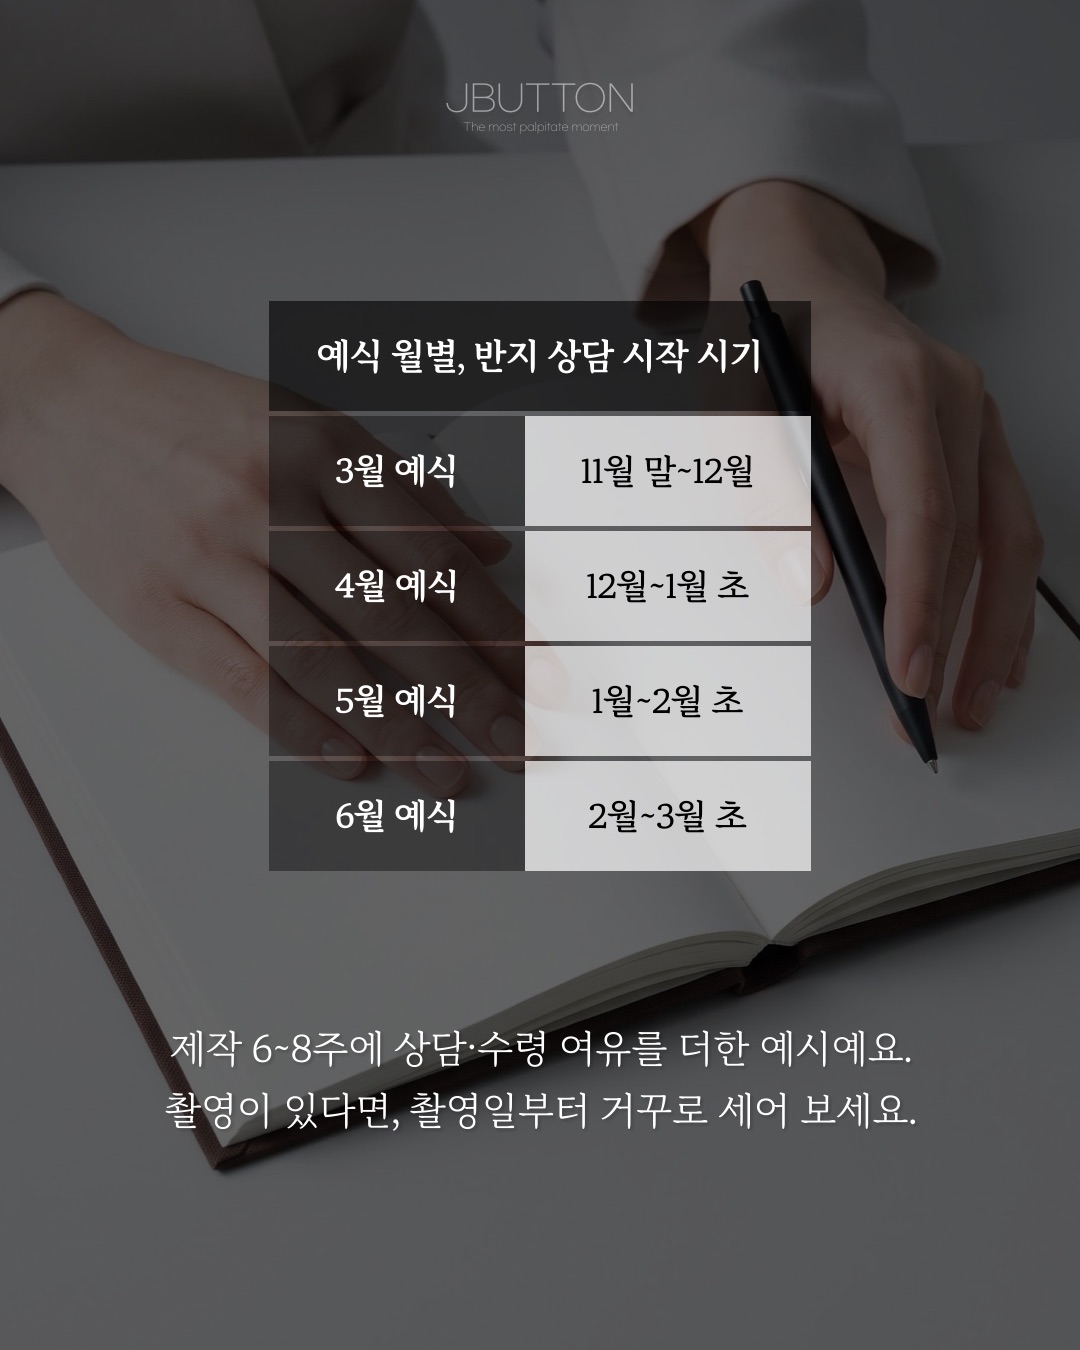 JBUTTON
The most palpitate moment
예식 월별, 반지 상담 시작 시기
3월 예식 11월 말~12월
4월 예식 12월~1월 초
5월 예식 1월~2월 초
6월 예식 2월~3월 초
제작 6~8주에 상담·수령 여유를 더한 예시예요.
촬영이 있다면, 촬영일부터 거꾸로 세어 보세요.